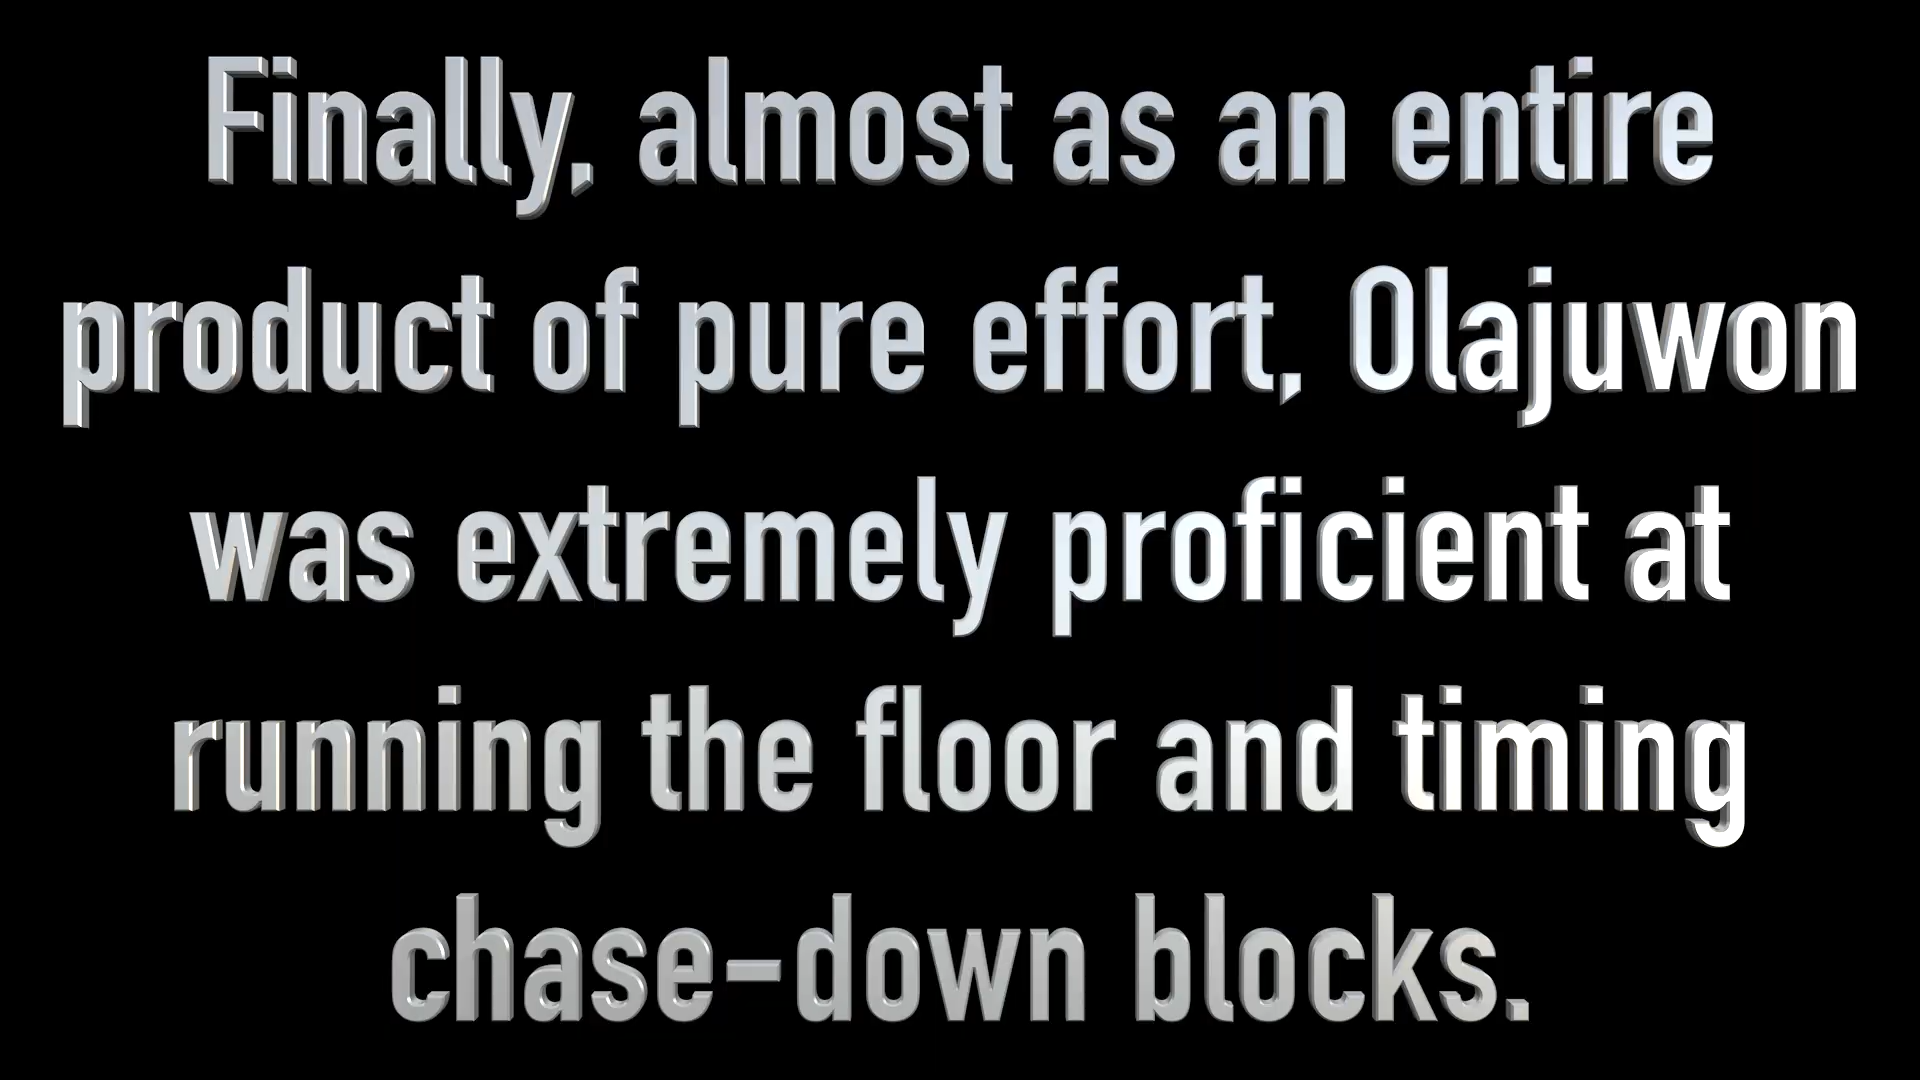 Finally, almost as an entire
product of pure effort, Olajuwon
was extremely proficient at
running the floor and timing
chase-down blocks.